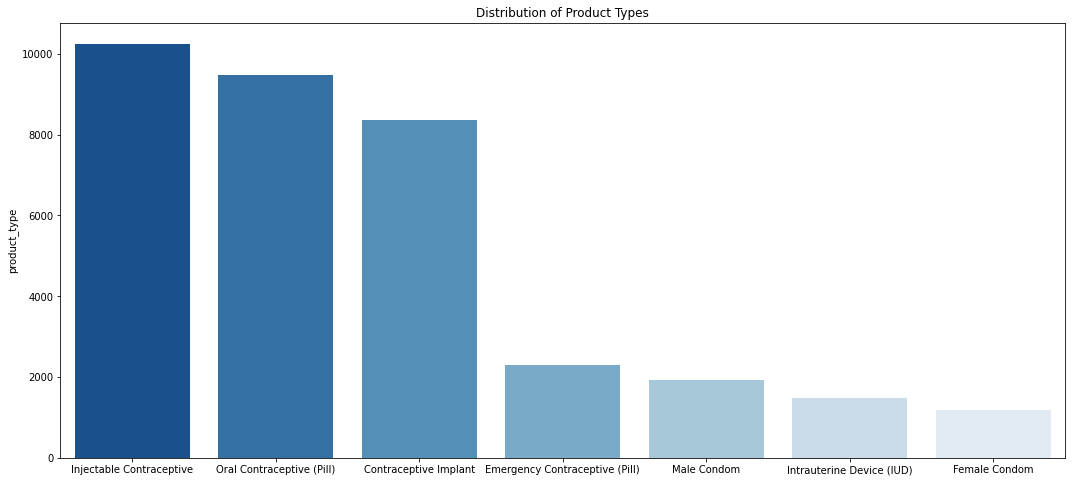 Distribution of Product Types
product_type
10000
8000
6000
4000
2000
0
Injectable Contraceptive
Oral Contraceptive (Pill)
Contraceptive Implant
Emergency Contraceptive (Pill)
Male Condom
Intrauterine Device (IUD)
Female Condom